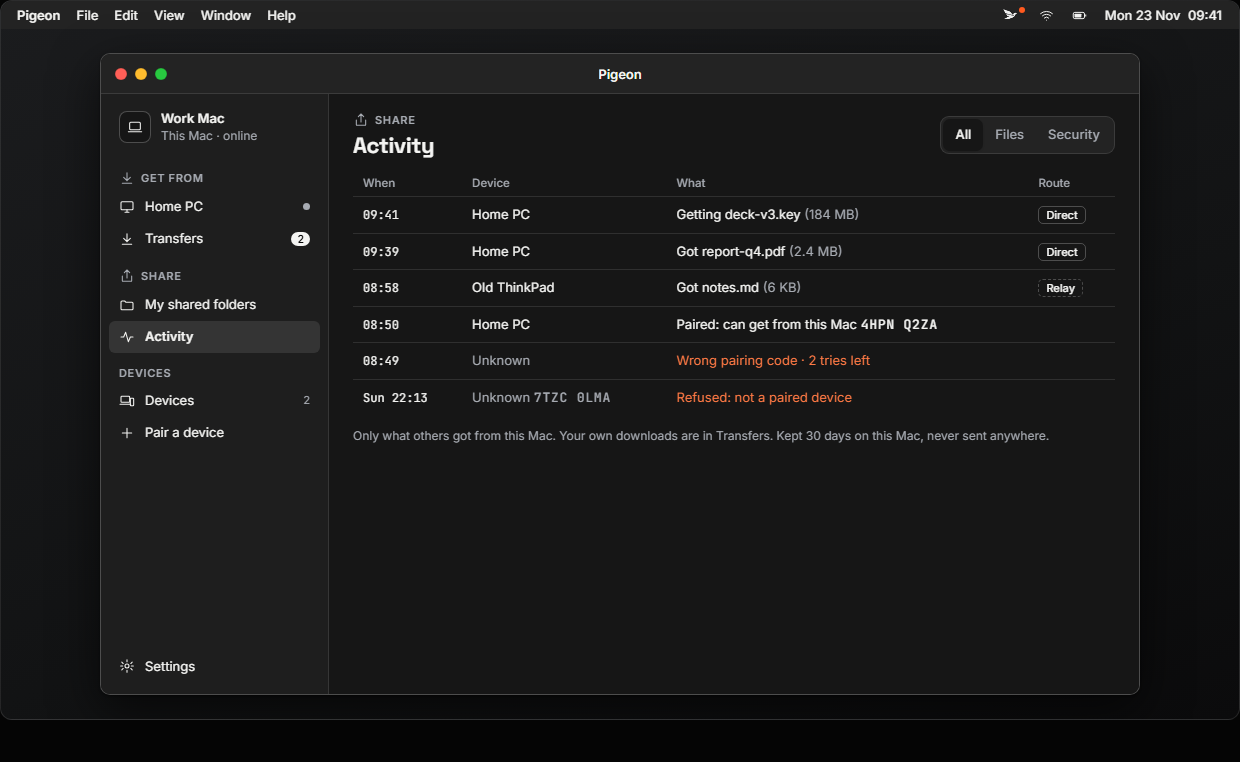 Pigeon File Edit View Window Help Mon 23 Nov 09:41
Pigeon
Work Mac
This Mac · online
GET FROM
Home PC
Transfers 2
SHARE
My shared folders
Activity
DEVICES
Devices 2
Pair a device
Settings
SHARE
Activity
All Files Security
When Device What Route
09:41 Home PC Getting deck-v3.key (184 MB) Direct
09:39 Home PC Got report-q4.pdf (2.4 MB) Direct
08:58 Old ThinkPad Got notes.md (6 KB) Relay
08:50 Home PC Paired: can get from this Mac 4HPN Q2ZA
08:49 Unknown Wrong pairing code · 2 tries left
Sun 22:13 Unknown 7TZC 0LMA Refused: not a paired device
Only what others got from this Mac. Your own downloads are in Transfers. Kept 30 days on this Mac, never sent anywhere.